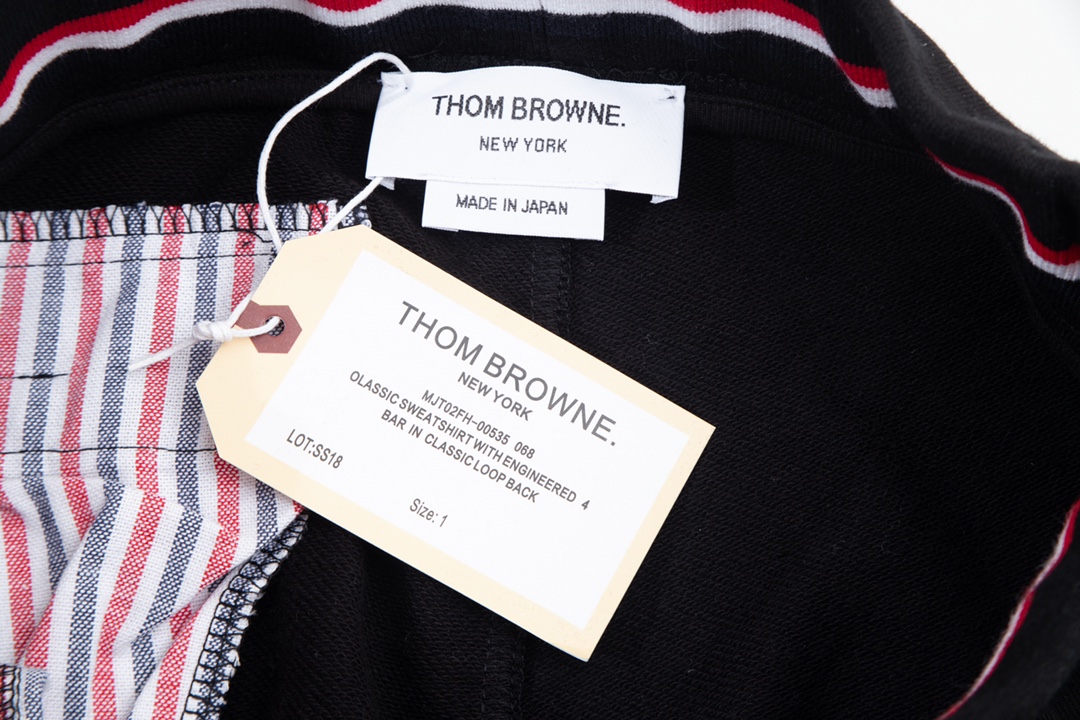 THOM BROWNE.
NEW YORK
MADE IN JAPAN
THOM BROWNE.
NEW YORK
MJT02FH-00535 068
OLASSIC SWEATSHIRT WITH ENGINEERED 4
BAR IN CLASSIC LOOP BACK
LOT:SS18
Size: 1